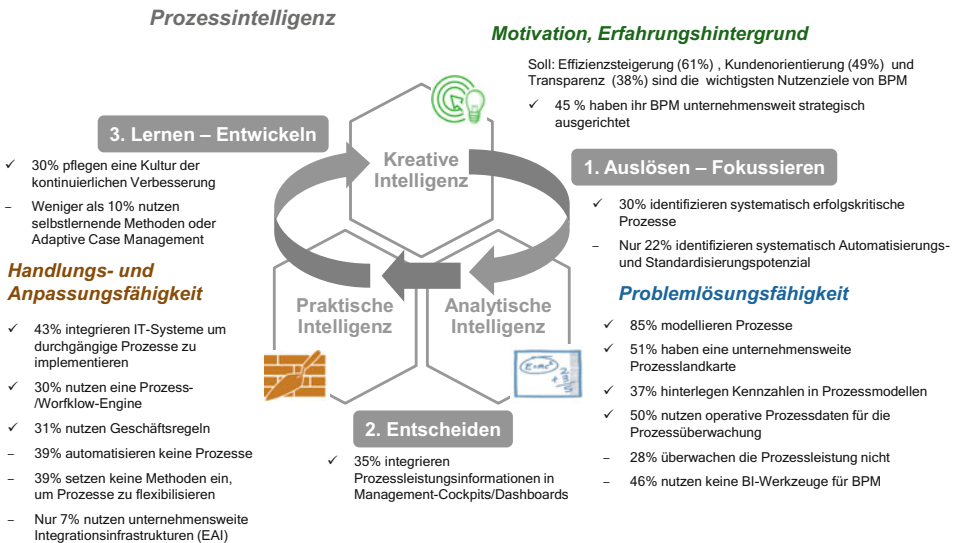 Prozessintelligenz
Motivation, Erfahrungshintergrund
Soll: Effizienzsteigerung (61%) , Kundenorientierung (49%) und
Transparenz (38%) sind die wichtigsten Nutzenziele von BPM
✓ 45 % haben ihr BPM unternehmensweit strategisch
ausgerichtet
3. Lernen – Entwickeln
✓ 30% pflegen eine Kultur der
kontinuierlichen Verbesserung
– Weniger als 10% nutzen
selbstlernende Methoden oder
Adaptive Case Management
Kreative
Intelligenz
1. Auslösen – Fokussieren
✓ 30% identifizieren systematisch erfolgskritische
Prozesse
– Nur 22% identifizieren systematisch Automatisierungs-
und Standardisierungspotenzial
Handlungs- und
Anpassungsfähigkeit
✓ 43% integrieren IT-Systeme um
durchgängige Prozesse zu
implementieren
✓ 30% nutzen eine Prozess-
/Worfklow-Engine
✓ 31% nutzen Geschäftsregeln
– 39% automatisieren keine Prozesse
– 39% setzen keine Methoden ein,
um Prozesse zu flexibilisieren
– Nur 7% nutzen unternehmensweite
Integrationsinfrastrukturen (EAI)
Praktische
Intelligenz
Analytische
Intelligenz
Problemlösungsfähigkeit
✓ 85% modellieren Prozesse
✓ 51% haben eine unternehmensweite
Prozesslandkarte
✓ 37% hinterlegen Kennzahlen in Prozessmodellen
✓ 50% nutzen operative Prozessdaten für die
Prozessüberwachung
– 28% überwachen die Prozessleistung nicht
– 46% nutzen keine BI-Werkzeuge für BPM
2. Entscheiden
✓ 35% integrieren
Prozessleistungsinformationen in
Management-Cockpits/Dashboards